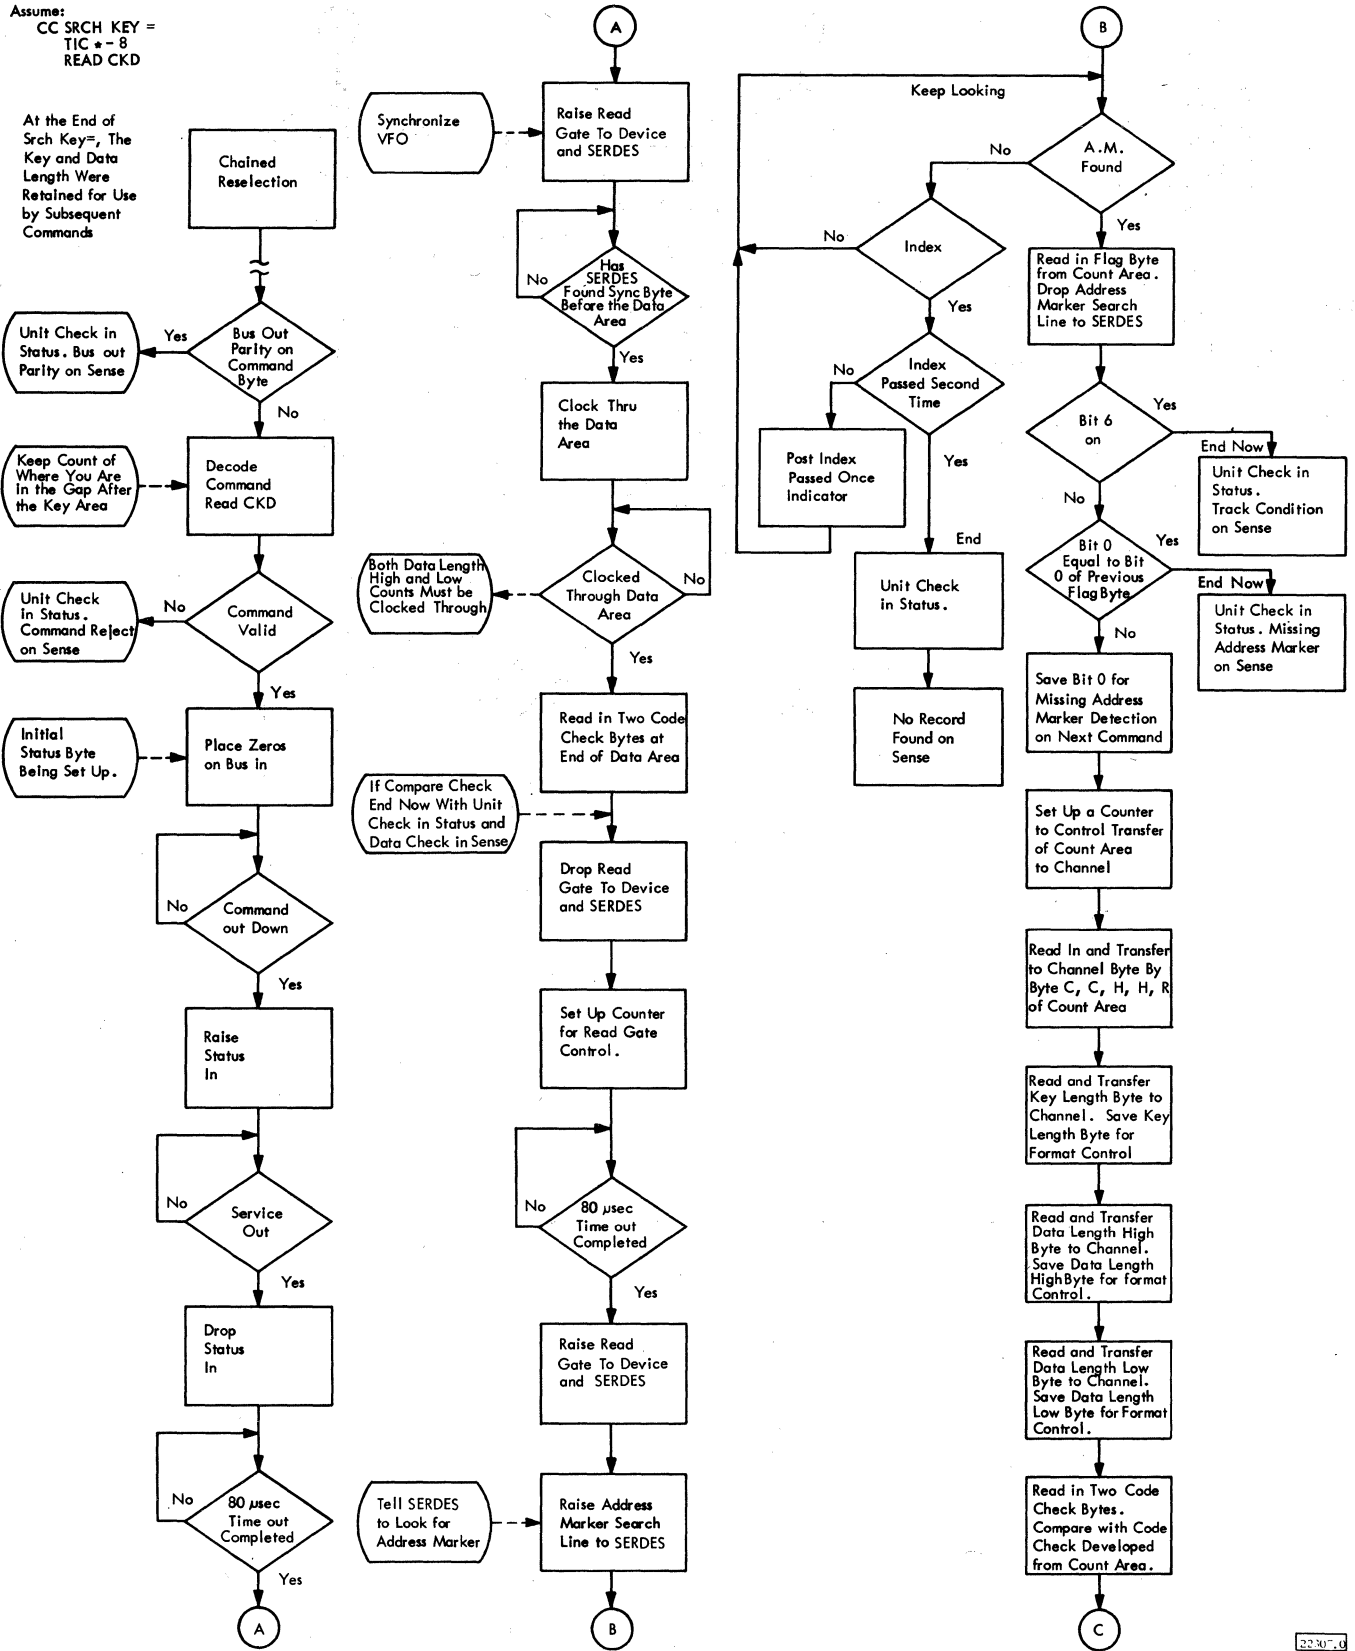 Assume:
CC SRCH KEY =
TIC * - 8
READ CKD
At the End of
Srch Key=, The
Key and Data
Length Were
Retained for Use
by Subsequent
Commands
Chained
Reselection
Unit Check in
Status. Bus out
Parity on Sense
Yes
Bus Out
Parity on
Command
Byte
No
Keep Count of
Where You Are
in the Gap After
the Key Area
Decode
Command
Read CKD
Unit Check
in Status.
Command Reject
on Sense
No
Command
Valid
Yes
Initial
Status Byte
Being Set Up.
Place Zeros
on Bus in
No
Command
out Down
Yes
Raise
Status
In
No
Service
Out
Yes
Drop
Status
In
No
80 µsec
Time out
Completed
Yes
A
A
Synchronize
VFO
Raise Read
Gate To Device
and SERDES
No
Has
SERDES
Found Sync Byte
Before the Data
Area
Yes
Clock Thru
the Data
Area
Both Data Length
High and Low
Counts Must be
Clocked Through
Clocked
Through Data
Area
No
Yes
Read in Two Code
Check Bytes at
End of Data Area
If Compare Check
End Now With Unit
Check in Status and
Data Check in Sense
Drop Read
Gate To Device
and SERDES
Set Up Counter
for Read Gate
Control.
No
80 µsec
Time out
Completed
Yes
Raise Read
Gate To Device
and SERDES
Tell SERDES
to Look for
Address Marker
Raise Address
Marker Search
Line to SERDES
B
B
Keep Looking
No
A.M.
Found
Yes
No
Index
Yes
No
Index
Passed Second
Time
Yes
Post Index
Passed Once
Indicator
End
Unit Check
in Status.
No Record
Found on
Sense
Read in Flag Byte
from Count Area.
Drop Address
Marker Search
Line to SERDES
Bit 6
on
Yes
End Now
Unit Check in
Status.
Track Condition
on Sense
No
Bit 0
Equal to Bit
0 of Previous
Flag Byte
Yes
End Now
Unit Check in
Status. Missing
Address Marker
on Sense
No
Save Bit 0 for
Missing Address
Marker Detection
on Next Command
Set Up a Counter
to Control Transfer
of Count Area
to Channel
Read In and Transfer
to Channel Byte By
Byte C, C, H, H, R
of Count Area
Read and Transfer
Key Length Byte to
Channel. Save Key
Length Byte for
Format Control
Read and Transfer
Data Length High
Byte to Channel.
Save Data Length
High Byte for format
Control.
Read and Transfer
Data Length Low
Byte to Channel.
Save Data Length
Low Byte for Format
Control.
Read in Two Code
Check Bytes.
Compare with Code
Check Developed
from Count Area.
C